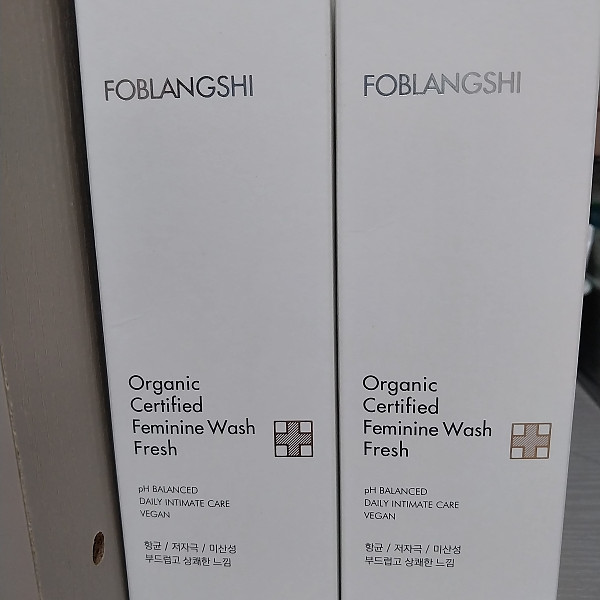 FOBLANGSHI
Organic
Certified
Feminine Wash
Fresh
pH BALANCED
DAILY INTIMATE CARE
VEGAN
항균 / 저자극 / 미산성
부드럽고 상쾌한 느낌
FOBLANGSHI
Organic
Certified
Feminine Wash
Fresh
pH BALANCED
DAILY INTIMATE CARE
VEGAN
항균 / 저자극 / 미산성
부드럽고 상쾌한 느낌